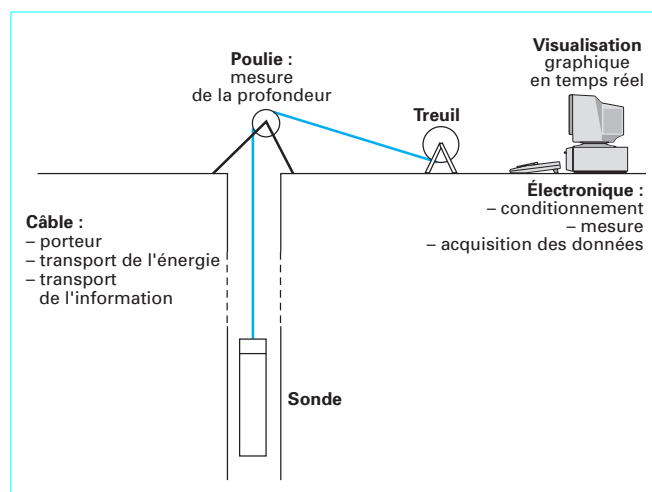 Poulie :
mesure
de la profondeur
Treuil
Visualisation
graphique
en temps réel
Câble :
– porteur
– transport de l'énergie
– transport
de l'information
Électronique :
– conditionnement
– mesure
– acquisition des données
Sonde